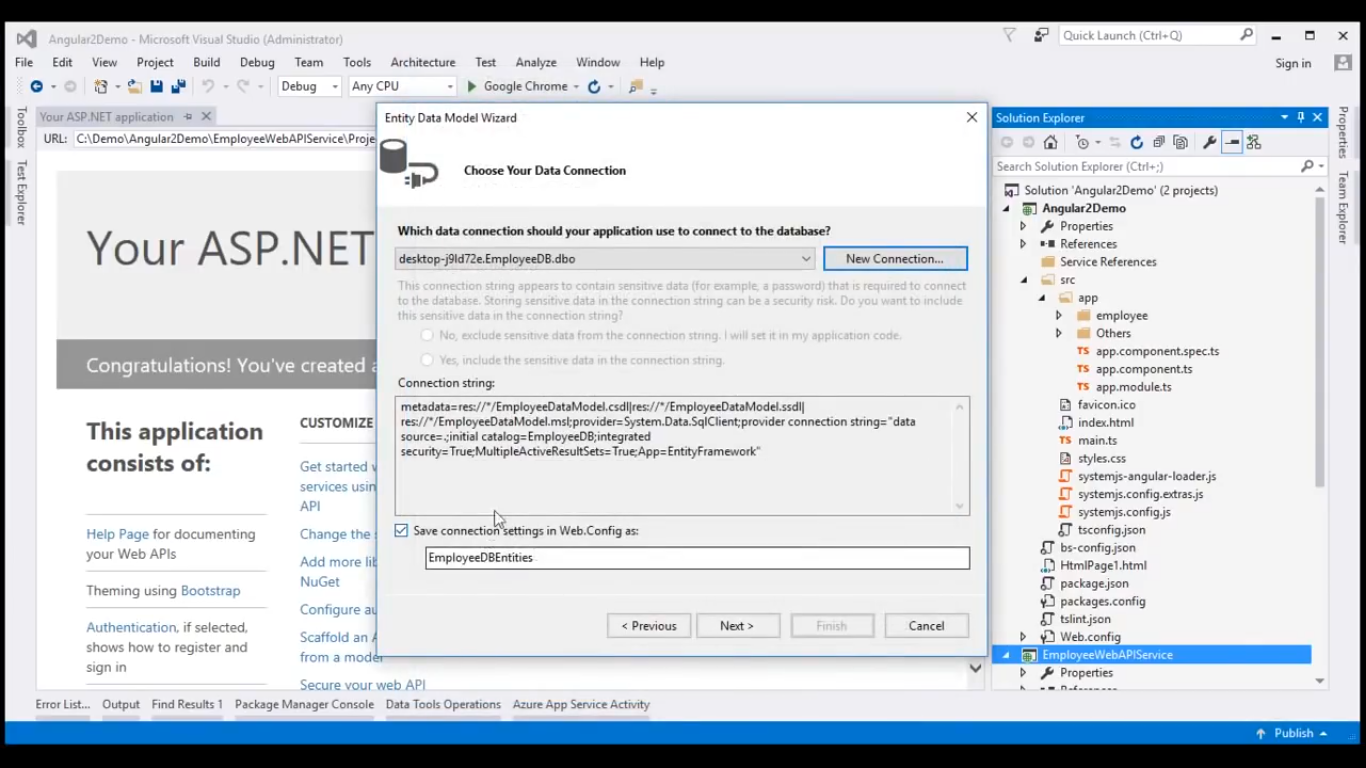 Angular2Demo - Microsoft Visual Studio (Administrator)
Quick Launch (Ctrl+Q)
File Edit View Project Build Debug Team Tools Architecture Test Analyze Window Help
Sign in
Debug Any CPU Google Chrome
Toolbox
Test Explorer
Your ASP.NET application
URL: C:\Demo\Angular2Demo\EmployeeWebAPIService\Proje
Your ASP.NET
Congratulations! You've created a
This application
consists of:
Help Page for documenting
your Web APIs
Theming using Bootstrap
Authentication, if selected,
shows how to register and
sign in
CUSTOMIZE
Get started w
services usin
API
Change the s
Add more lib
NuGet
Configure au
Scaffold an A
from a model
Secure your web API
Entity Data Model Wizard
Choose Your Data Connection
Which data connection should your application use to connect to the database?
desktop-j9ld72e.EmployeeDB.dbo
New Connection...
This connection string appears to contain sensitive data (for example, a password) that is required to connect
to the database. Storing sensitive data in the connection string can be a security risk. Do you want to include
this sensitive data in the connection string?
No, exclude sensitive data from the connection string. I will set it in my application code.
Yes, include the sensitive data in the connection string.
Connection string:
metadata=res://*/EmployeeDataModel.csdl|res://*/EmployeeDataModel.ssdl|
res://*/EmployeeDataModel.msl;provider=System.Data.SqlClient;provider connection string="data
source=.;initial catalog=EmployeeDB;integrated
security=True;MultipleActiveResultSets=True;App=EntityFramework"
Save connection settings in Web.Config as:
EmployeeDBEntities
< Previous Next > Finish Cancel
Solution Explorer
Search Solution Explorer (Ctrl+;)
Solution 'Angular2Demo' (2 projects)
Angular2Demo
Properties
References
Service References
src
app
employee
Others
TS app.component.spec.ts
TS app.component.ts
TS app.module.ts
favicon.ico
index.html
main.ts
styles.css
systemjs-angular-loader.js
systemjs.config.extras.js
systemjs.config.js
tsconfig.json
bs-config.json
HtmlPage1.html
package.json
packages.config
tslint.json
Web.config
EmployeeWebAPIService
Properties
References
Properties
Team Explorer
Error List... Output Find Results 1 Package Manager Console Data Tools Operations Azure App Service Activity
Publish